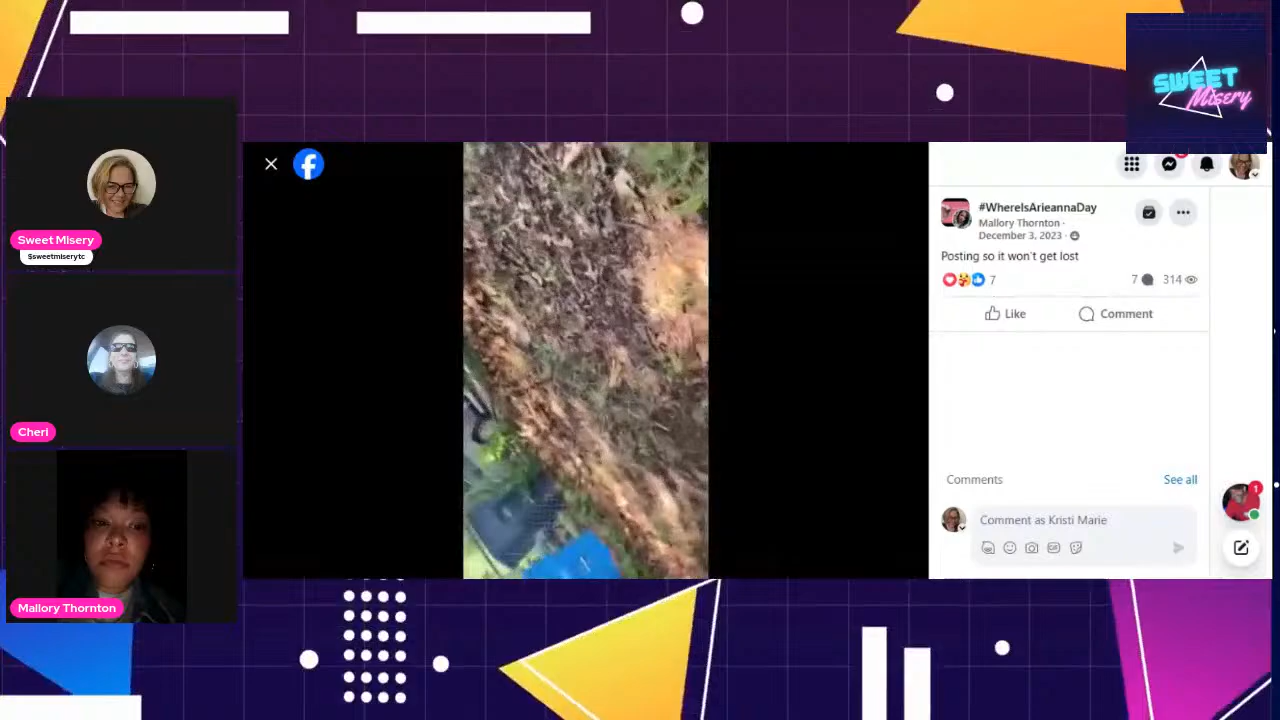 SWEET
Misery
Sweet Misery
$sweetmiserytc
Cheri
Mallory Thornton
#WhereIsArieannaDay
Mallory Thornton ·
December 3, 2023 ·
Posting so it won't get lost
7
7
314
Like
Comment
Comments
See all
Comment as Kristi Marie
1